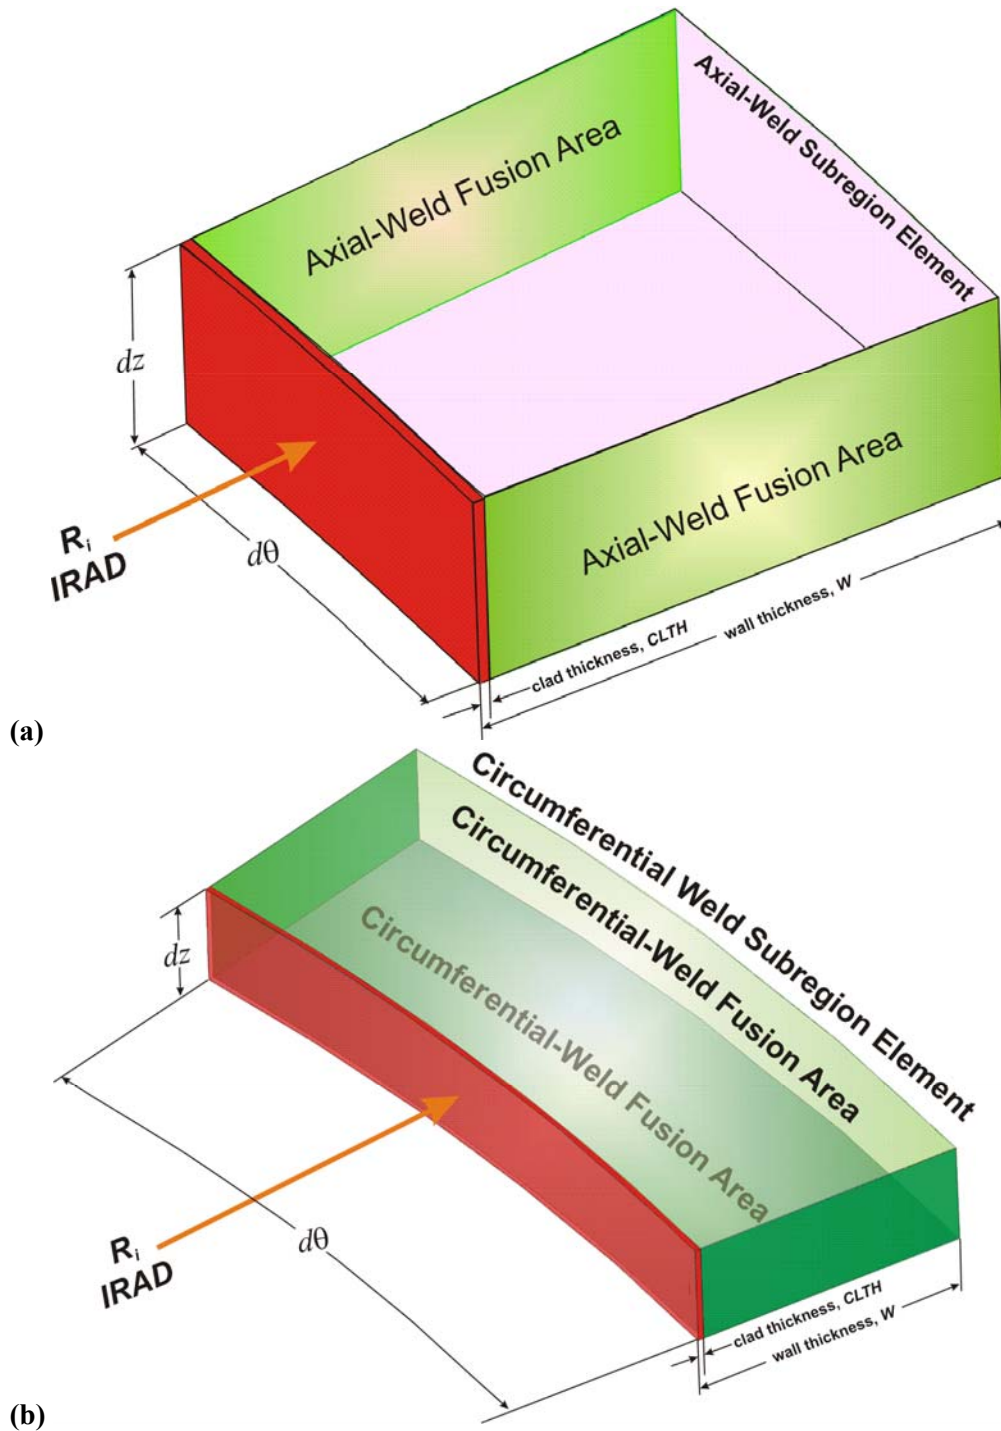 Axial-Weld Fusion Area
Axial-Weld Subregion Element
dz
Axial-Weld Fusion Area
Ri
IRAD
dθ
clad thickness, CLTH
wall thickness, W
(a)
Circumferential Weld Subregion Element
Circumferential-Weld Fusion Area
Circumferential-Weld Fusion Area
dz
Ri
IRAD
dθ
clad thickness, CLTH
wall thickness, W
(b)